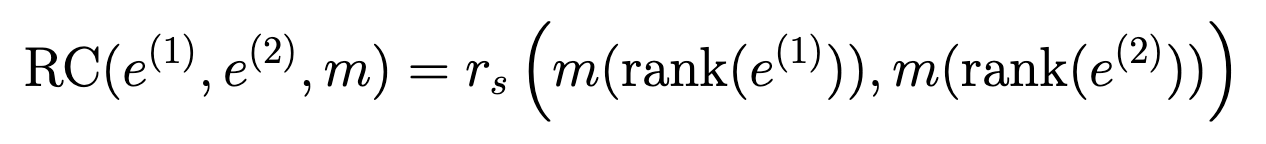 RC(e^{(1)}, e^{(2)}, m) = r_s (m(rank(e^{(1)})), m(rank(e^{(2)})))